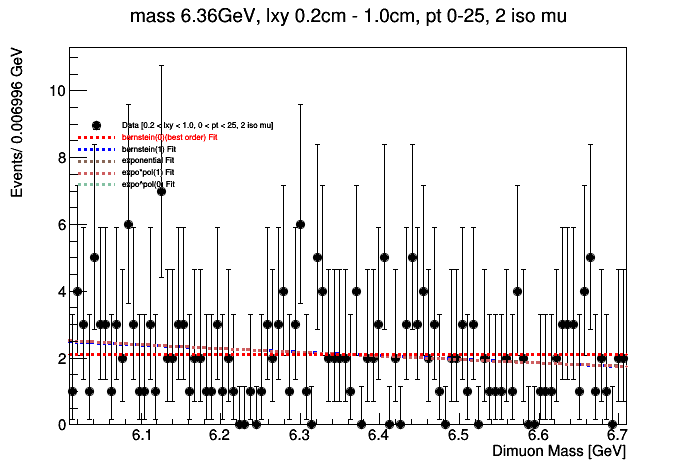 mass 6.36GeV, lxy 0.2cm - 1.0cm, pt 0-25, 2 iso mu
Events/ 0.006996 GeV
10
8
6
4
2
0
Data [0.2 < lxy < 1.0, 0 < pt < 25, 2 iso mu]
bernstein(0)(best order) Fit
bernstein(1) Fit
exponential Fit
expo*pol(1) Fit
expo^pol(0) Fit
6.1 6.2 6.3 6.4 6.5 6.6 6.7
Dimuon Mass [GeV]